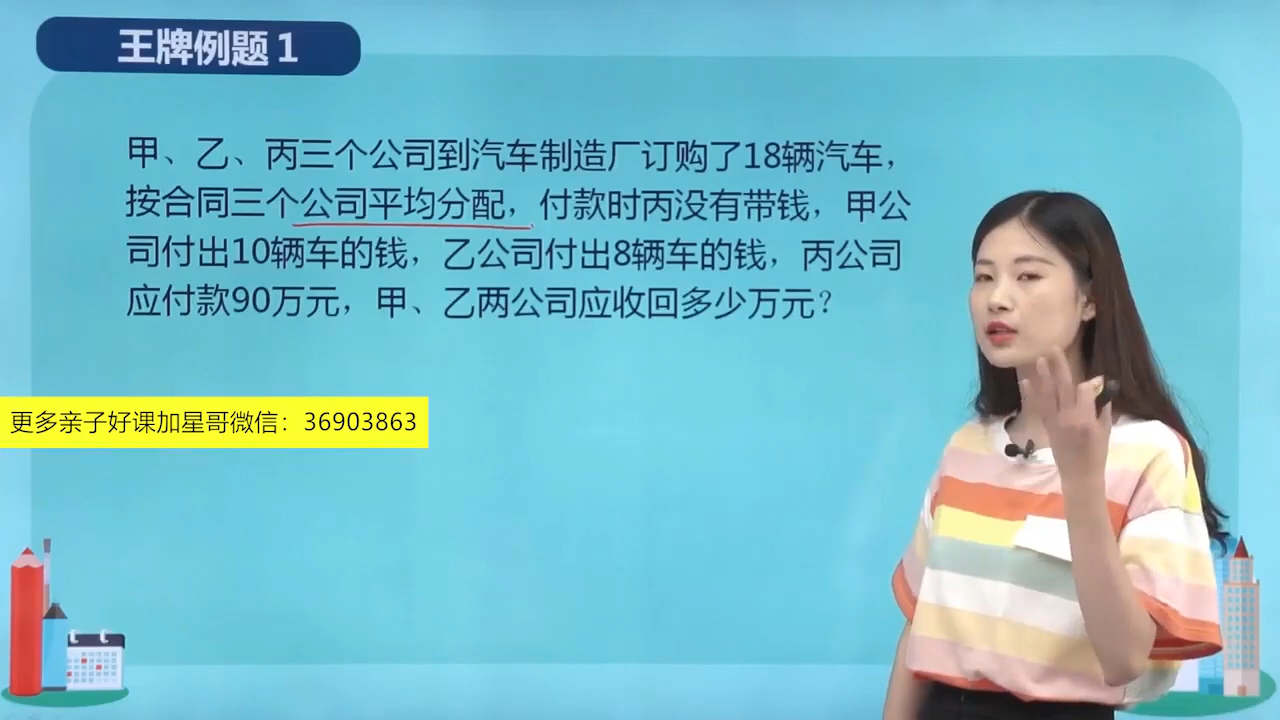 王牌例题1
甲、乙、丙三个公司到汽车制造厂订购了18辆汽车，
按合同三个公司平均分配，付款时丙没有带钱，甲公
司付出10辆车的钱，乙公司付出8辆车的钱，丙公司
应付款90万元，甲、乙两公司应收回多少万元？
更多亲子好课加星哥微信：36903863